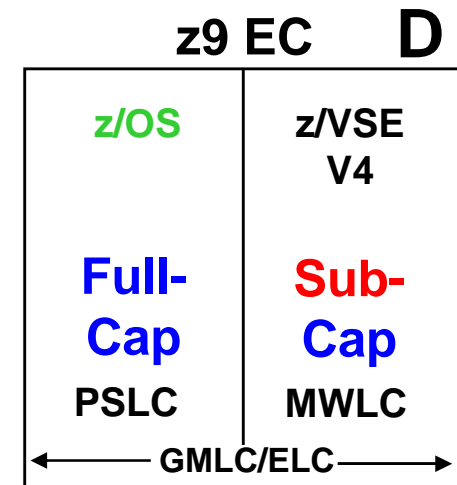 z9 EC D
z/OS
Full-
Cap
PSLC
z/VSE
V4
Sub-
Cap
MWLC
GMLC/ELC